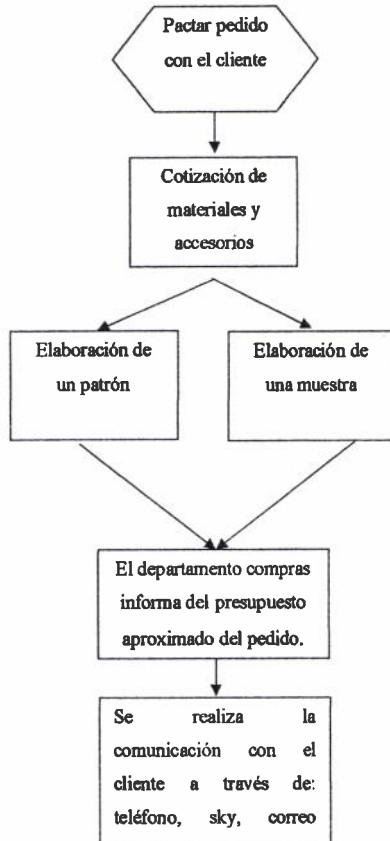 Pactar pedido
con el cliente
Cotización de
materiales y
accesorios
Elaboración de
un patrón
Elaboración de
una muestra
El departamento compras
informa del presupuesto
aproximado del pedido.
Se realiza la
comunicación con el
cliente a través de:
teléfono, sky, correo